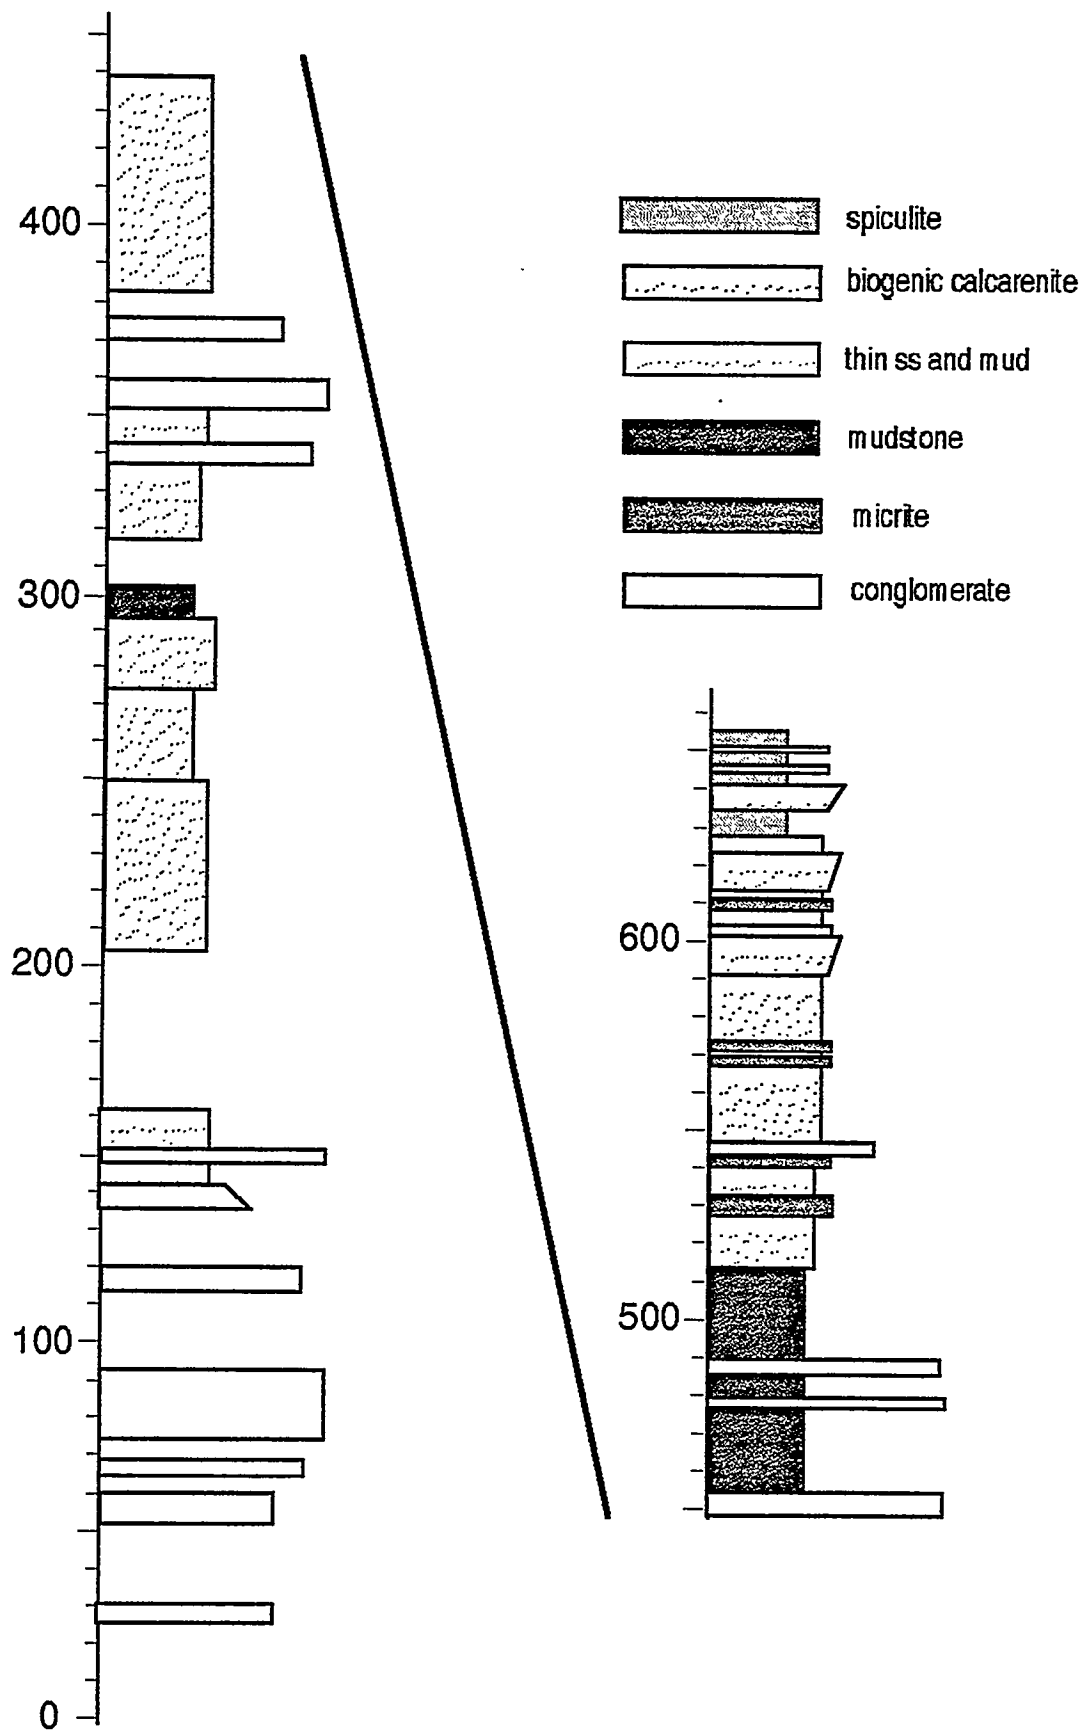 400
300
200
100
0
spiculite
biogenic calcarenite
thin ss and mud
mudstone
micrite
conglomerate
600
500